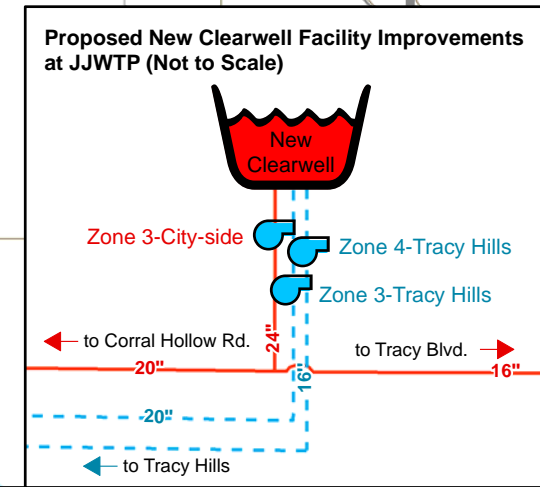 Proposed New Clearwell Facility Improvements
at JJWTP (Not to Scale)
New
Clearwell
Zone 3-City-side
Zone 4-Tracy Hills
Zone 3-Tracy Hills
24"
to Corral Hollow Rd.
to Tracy Blvd.
20"
16"
16"
20"
to Tracy Hills